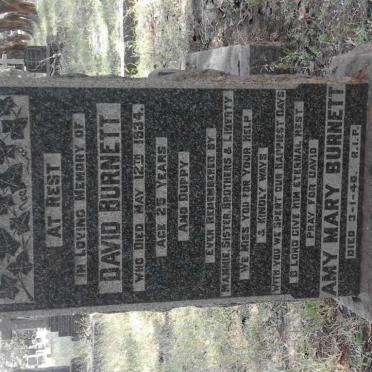 AT REST
IN LOVING MEMORY OF
DAVID BURNETT
WHO DIED MAY 12TH 1934.
AGE 25 YEARS
AND DUPPY
EVER REMEMBERED BY
MAMIE SISTER, BROTHERS & LIBERTY
WE MISS YOU FOR YOUR HELP
& KINDLY WAYS
WITH YOU WE SPENT OUR HAPPIEST DAYS
O LORD GIVE HIM ETERNAL REST
PRAY FOR DAVID
AMY MARY BURNETT
DIED 3-1-40. R.I.P.